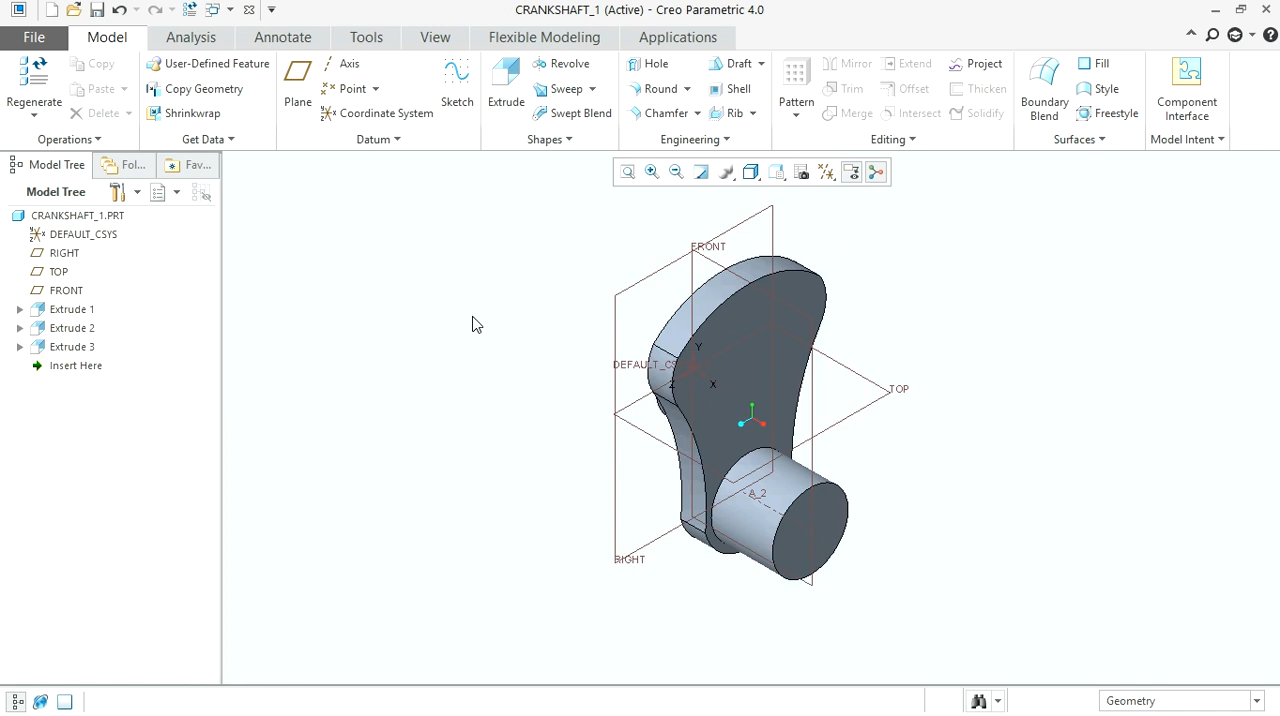 CRANKSHAFT_1 (Active) - Creo Parametric 4.0
File Model Analysis Annotate Tools View Flexible Modeling Applications
Regenerate
Copy
Paste
Delete
Operations
User-Defined Feature
Copy Geometry
Shrinkwrap
Get Data
Plane
Axis
Point
Coordinate System
Sketch
Datum
Extrude
Revolve
Sweep
Swept Blend
Shapes
Hole
Round
Chamfer
Draft
Shell
Rib
Engineering
Pattern
Mirror
Trim
Merge
Extend
Offset
Intersect
Project
Thicken
Solidify
Editing
Boundary
Blend
Fill
Style
Freestyle
Surfaces
Component
Interface
Model Intent
Model Tree Fol... Fav...
Model Tree
CRANKSHAFT_1.PRT
DEFAULT_CSYS
RIGHT
TOP
FRONT
Extrude 1
Extrude 2
Extrude 3
Insert Here
FRONT
Y
DEFAULT_CS
Z
X
TOP
A_2
RIGHT
Geometry